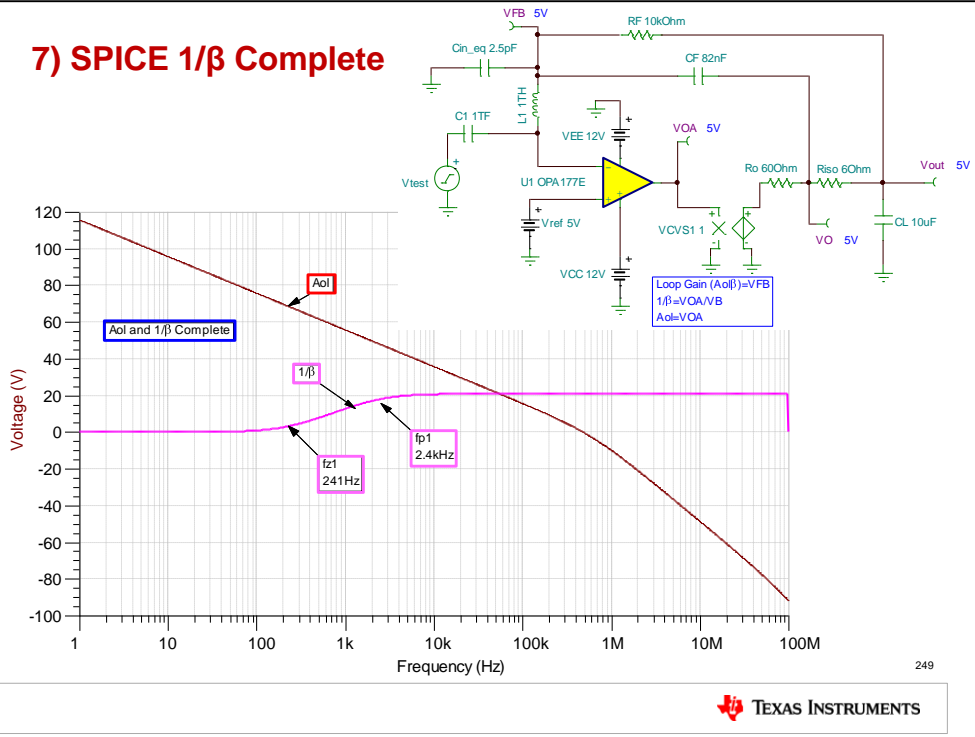 7) SPICE 1/β Complete
VFB 5V
RF 10kOhm
Cin_eq 2.5pF
CF 82nF
L1 1TH
C1 1TF
VEE 12V
VOA 5V
Vtest
U1 OPA177E
Ro 60Ohm
Riso 6Ohm
Vout 5V
Vref 5V
VCVS1 1
CL 10uF
VO 5V
VCC 12V
Loop Gain (Aolβ)=VFB
1/β=VOA/VB
Aol=VOA
120
100
80
60
40
20
0
-20
-40
-60
-80
-100
Voltage (V)
Aol
Aol and 1/β Complete
1/β
fp1
2.4kHz
fz1
241Hz
1
10
100
1k
10k
100k
1M
10M
100M
Frequency (Hz)
249
TEXAS INSTRUMENTS